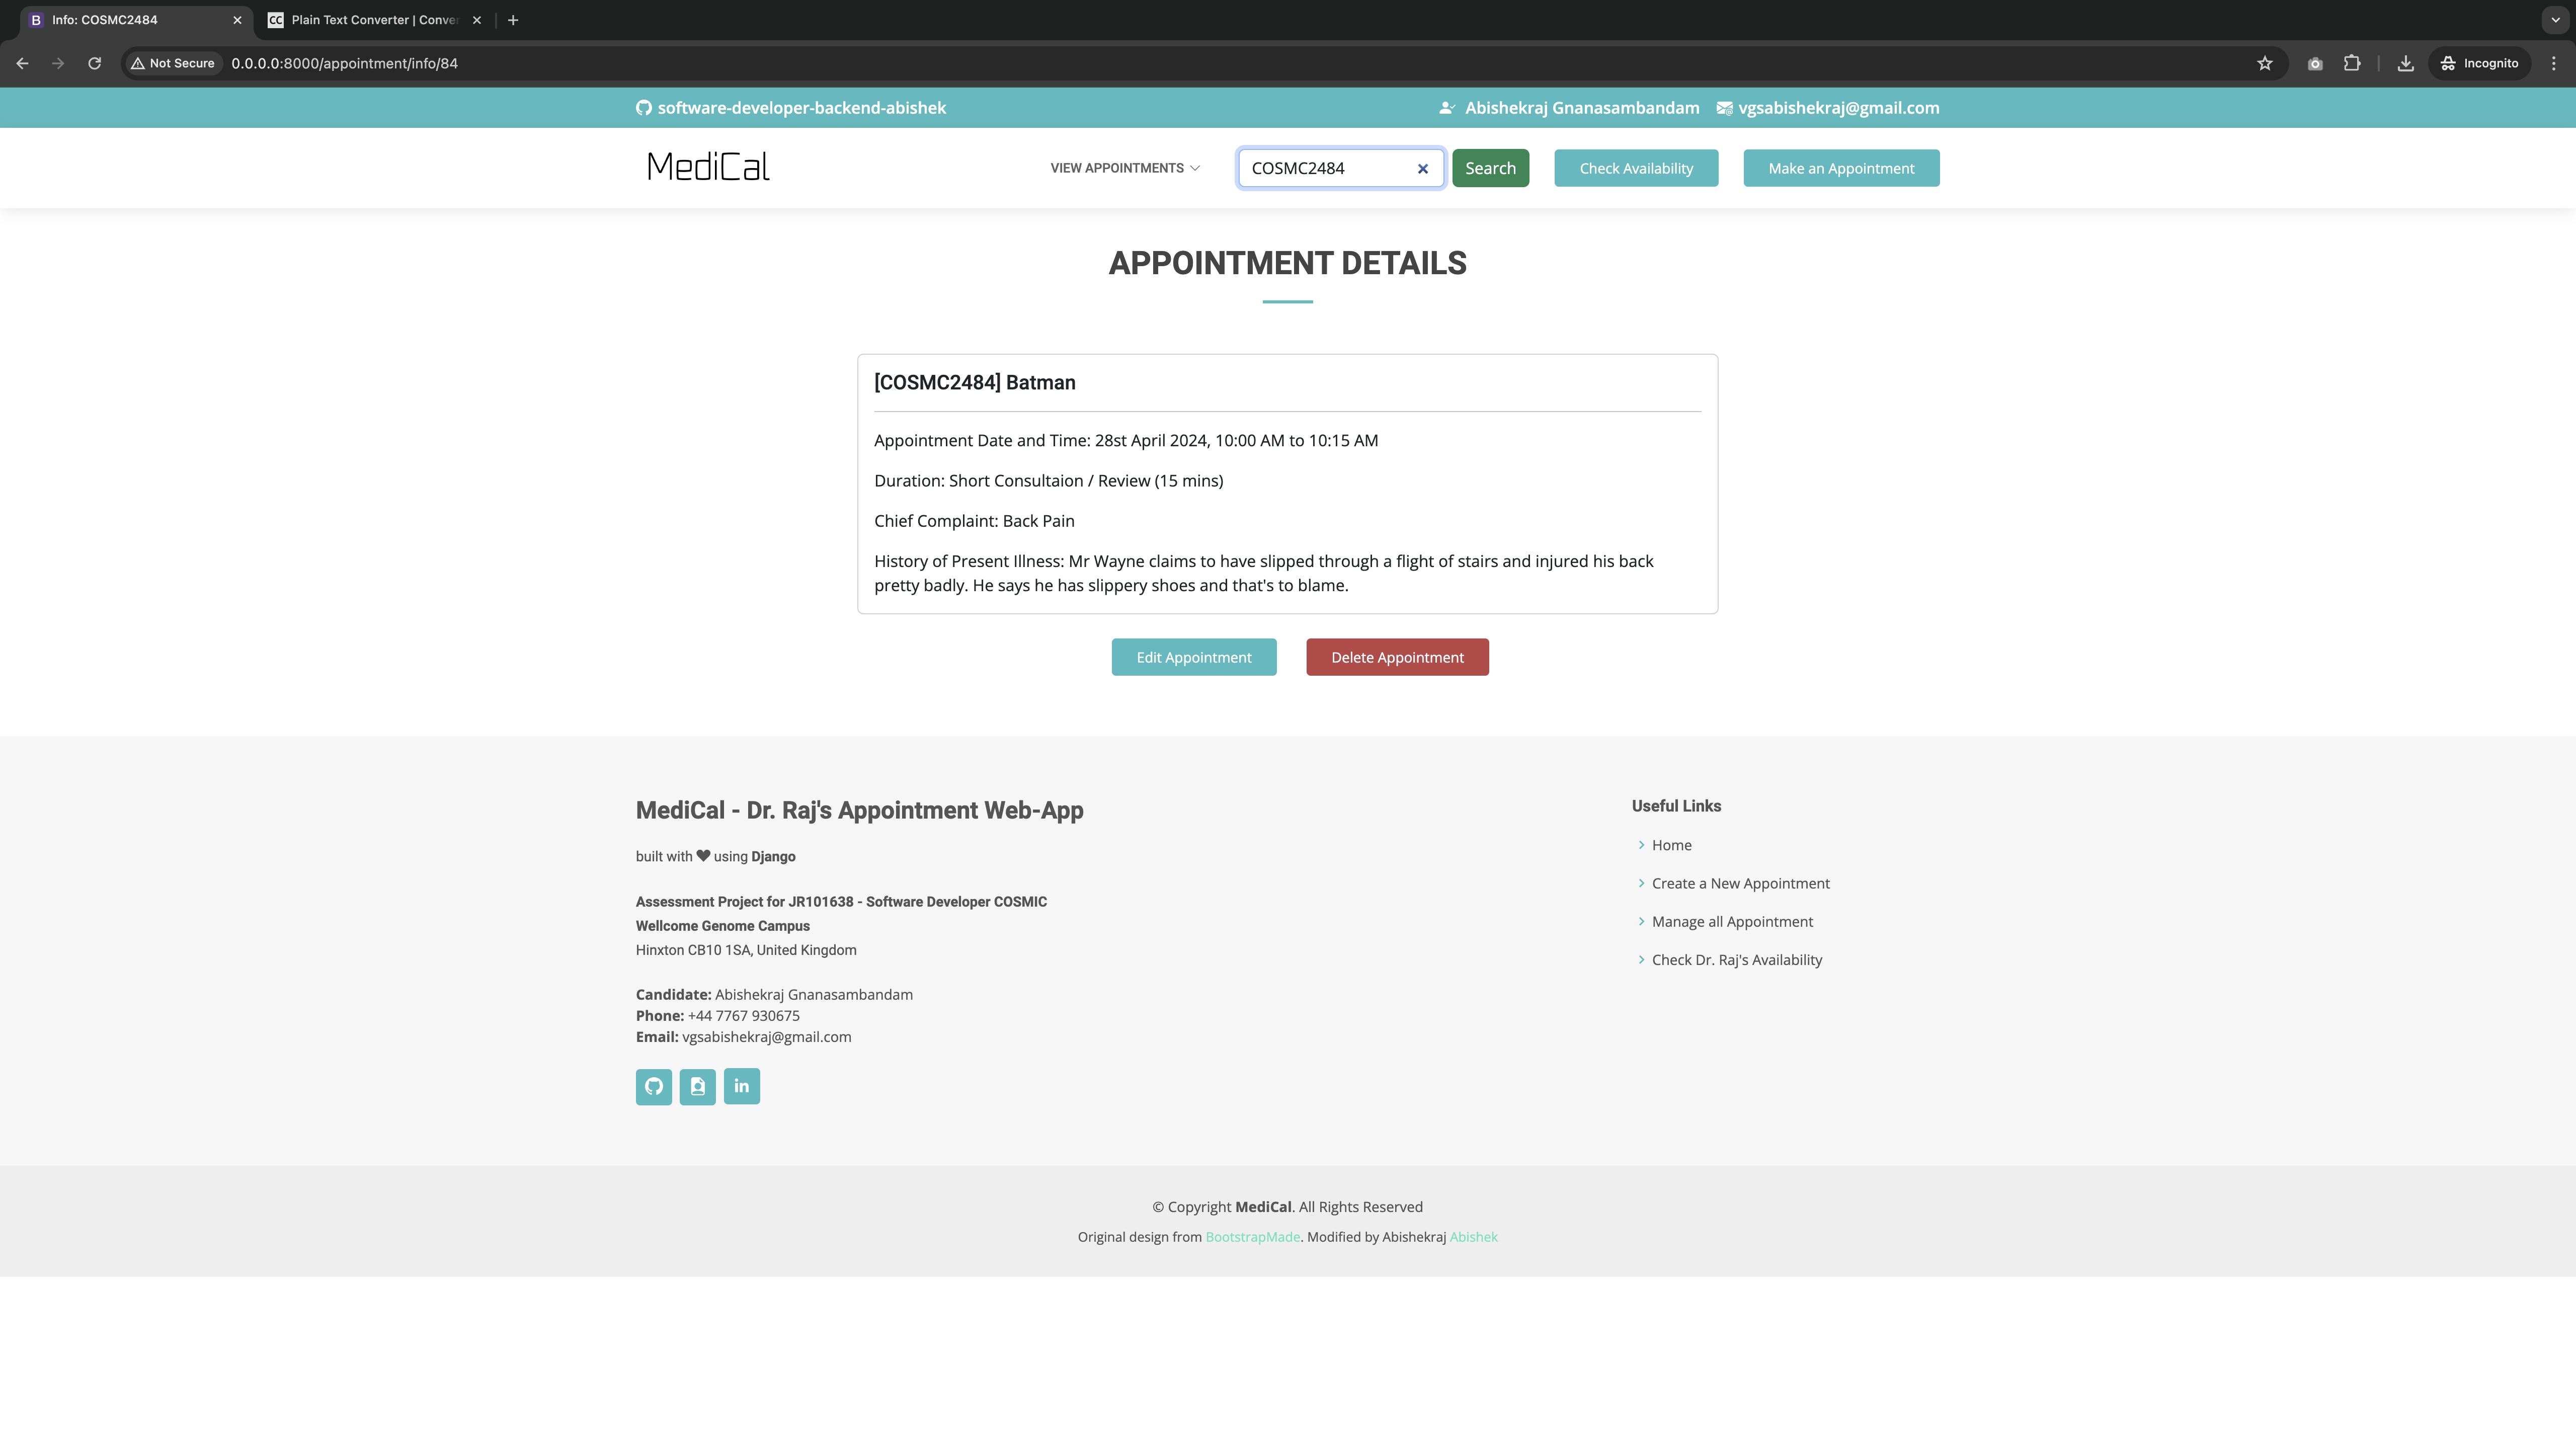 Info: COSMC2484
Plain Text Converter | Conver
Not Secure 0.0.0.0:8000/appointment/info/84
Incognito
software-developer-backend-abishek
Abishekraj Gnanasambandam vgsabishekraj@gmail.com
MediCal
VIEW APPOINTMENTS
COSMC2484
Search
Check Availability
Make an Appointment
APPOINTMENT DETAILS
[COSMC2484] Batman
Appointment Date and Time: 28st April 2024, 10:00 AM to 10:15 AM
Duration: Short Consultaion / Review (15 mins)
Chief Complaint: Back Pain
History of Present Illness: Mr Wayne claims to have slipped through a flight of stairs and injured his back
pretty badly. He says he has slippery shoes and that's to blame.
Edit Appointment
Delete Appointment
MediCal - Dr. Raj's Appointment Web-App
built with using Django
Assessment Project for JR101638 - Software Developer COSMIC
Wellcome Genome Campus
Hinxton CB10 1SA, United Kingdom
Candidate: Abishekraj Gnanasambandam
Phone: +44 7767 930675
Email: vgsabishekraj@gmail.com
Useful Links
Home
Create a New Appointment
Manage all Appointment
Check Dr. Raj's Availability
© Copyright MediCal. All Rights Reserved
Original design from BootstrapMade. Modified by Abishekraj Abishek